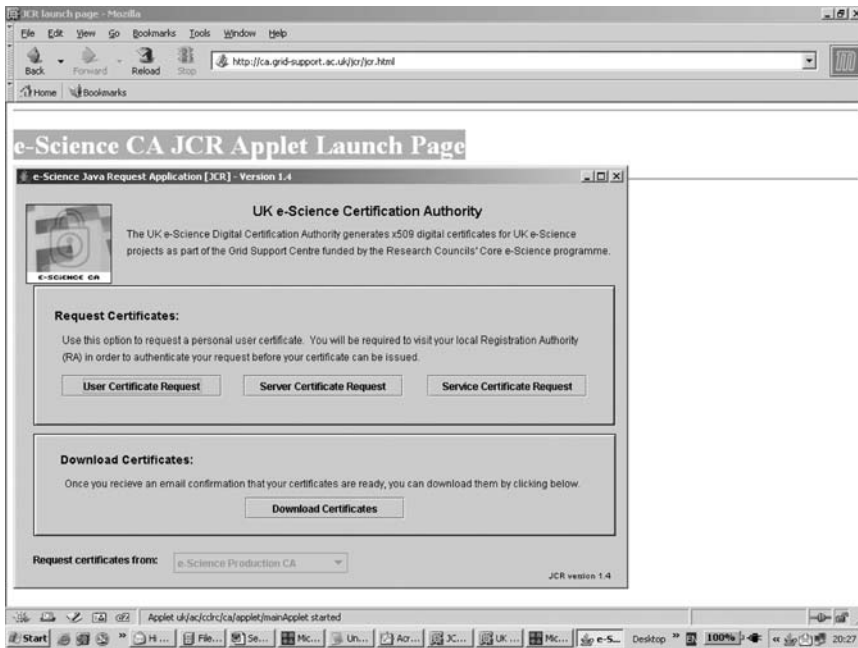 JCR launch page - Mozilla
File Edit View Go Bookmarks Tools Window Help
Back Forward Reload Stop http://ca.grid-support.ac.uk/jcr/jcr.html
Home Bookmarks
e-Science CA JCR Applet Launch Page
e-Science Java Request Application [JCR] - Version 1.4
UK e-Science Certification Authority
The UK e-Science Digital Certification Authority generates x509 digital certificates for UK e-Science
projects as part of the Grid Support Centre funded by the Research Councils' Core e-Science programme.
E-SCIENCE CA
Request Certificates:
Use this option to request a personal user certificate. You will be required to visit your local Registration Authority
(RA) in order to authenticate your request before your certificate can be issued.
User Certificate Request Server Certificate Request Service Certificate Request
Download Certificates:
Once you recieve an email confirmation that your certificates are ready, you can download them by clicking below.
Download Certificates
Request certificates from: e-Science Production CA
JCR version 1.4
Applet uk/ac/cclrc/ca/applet/mainApplet started
Start H... File... Se... Mc... Un... Acr... JC... UK ... Mc... e-S... Desktop 100% 20:27